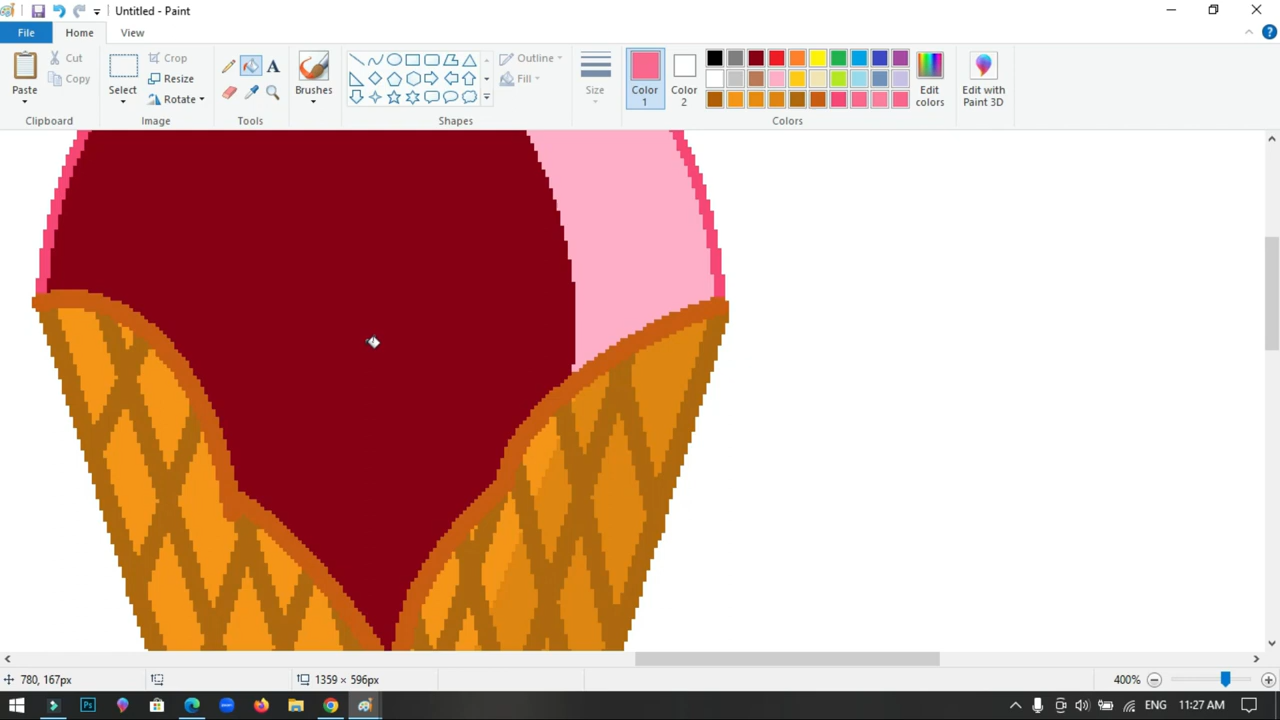 Untitled - Paint
File
Home
View
Paste
Cut
Copy
Clipboard
Select
Crop
Resize
Rotate
Image
A
Tools
Brushes
Shapes
Outline
Fill
Size
Color 1
Color 2
Colors
Edit colors
Edit with Paint 3D
780, 167px
1359 × 596px
400%
Ps
zoom
ENG
11:27 AM